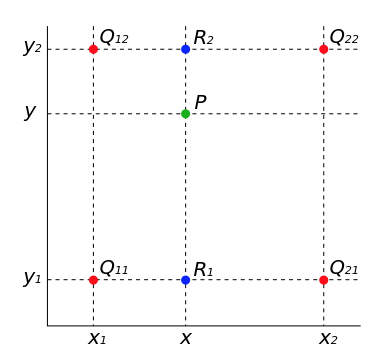 y₂ Q₁₂ R₂ Q₂₂
y P
y₁ Q₁₁ R₁ Q₂₁
x₁ x x₂